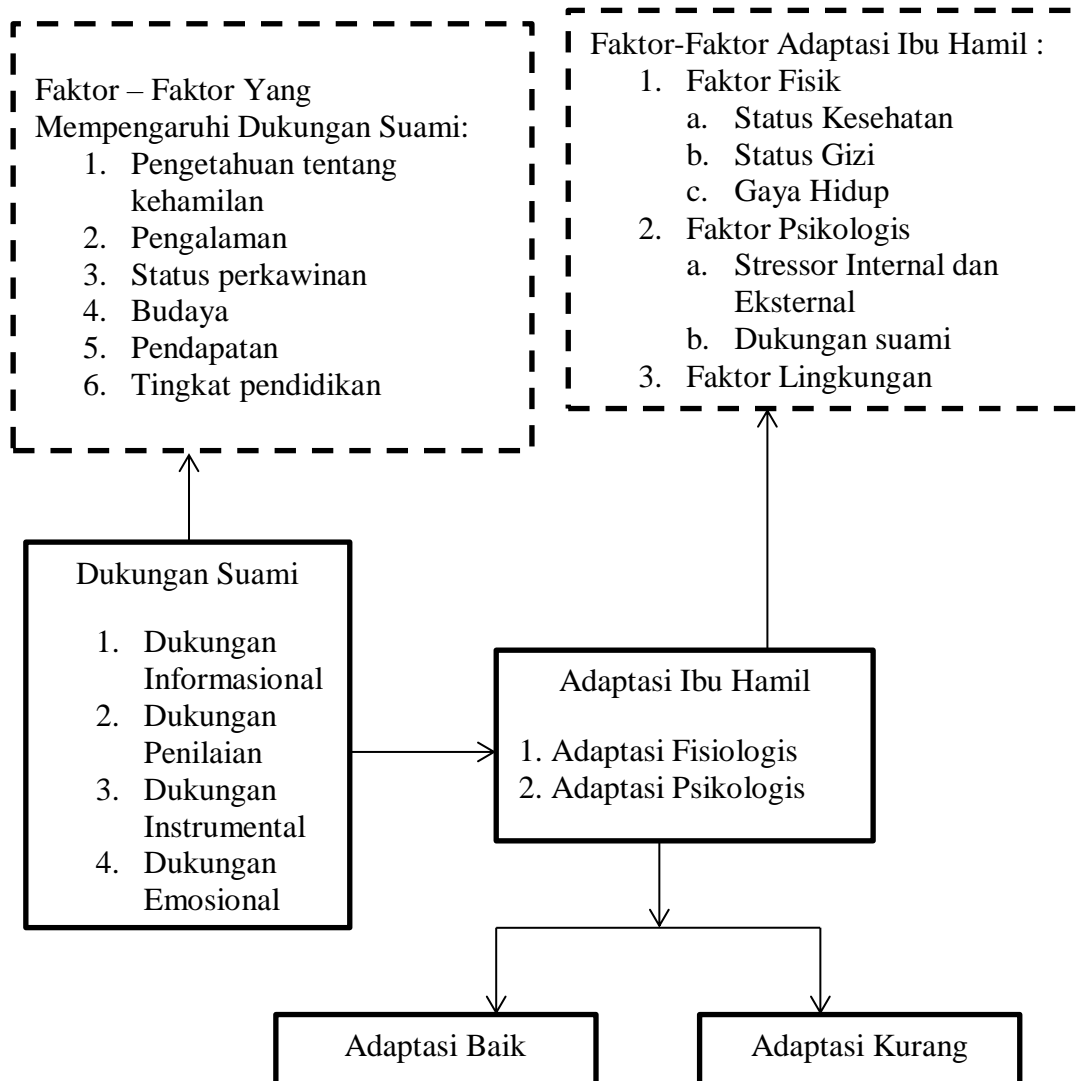 Faktor – Faktor Yang
Mempengaruhi Dukungan Suami:
1. Pengetahuan tentang
kehamilan
2. Pengalaman
3. Status perkawinan
4. Budaya
5. Pendapatan
6. Tingkat pendidikan
Faktor-Faktor Adaptasi Ibu Hamil :
1. Faktor Fisik
a. Status Kesehatan
b. Status Gizi
c. Gaya Hidup
2. Faktor Psikologis
a. Stressor Internal dan
Eksternal
b. Dukungan suami
3. Faktor Lingkungan
Dukungan Suami
1. Dukungan
Informasional
2. Dukungan
Penilaian
3. Dukungan
Instrumental
4. Dukungan
Emosional
Adaptasi Ibu Hamil
1. Adaptasi Fisiologis
2. Adaptasi Psikologis
Adaptasi Baik
Adaptasi Kurang